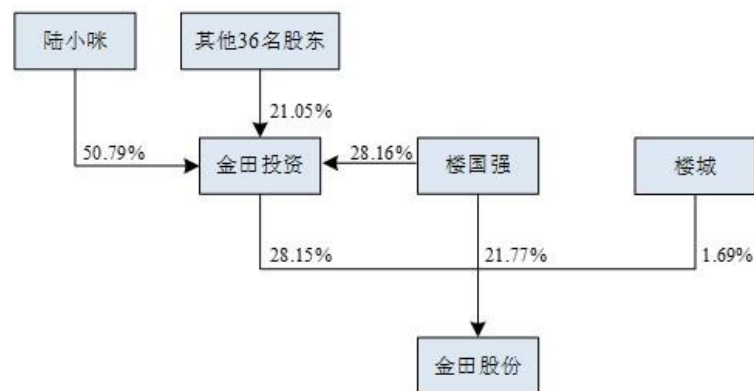 陆小咪
其他36名股东
21.05%
50.79%
金田投资
28.16%
楼国强
楼城
28.15%
21.77%
1.69%
金田股份